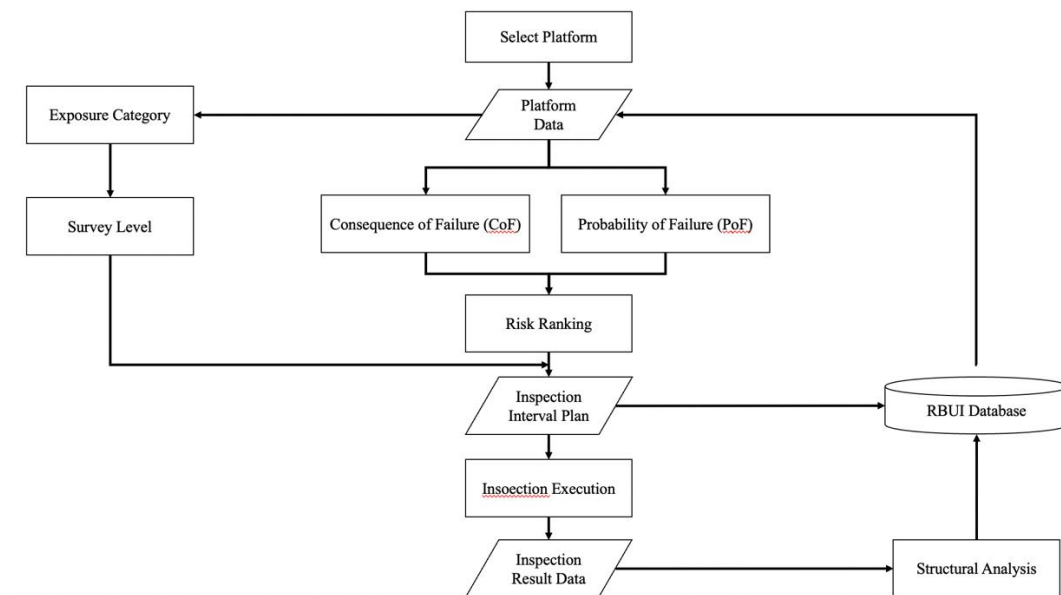 Select Platform
Platform
Data
Exposure Category
Survey Level
Consequence of Failure (CoF)
Probability of Failure (PoF)
Risk Ranking
Inspection
Interval Plan
RBUI Database
Insoection Execution
Inspection
Result Data
Structural Analysis